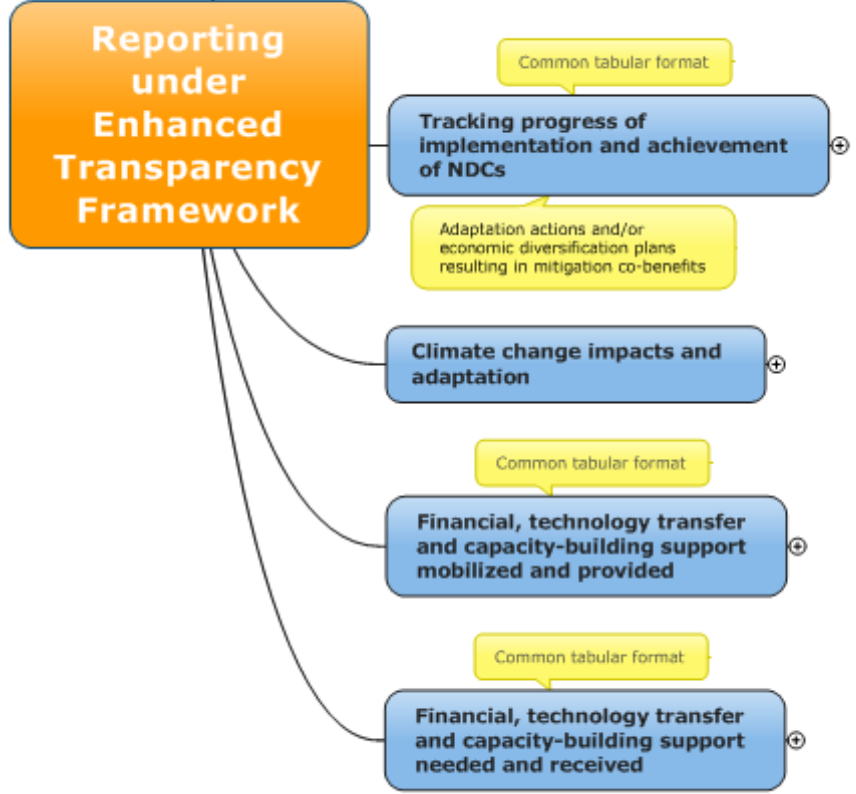 Reporting
under
Enhanced
Transparency
Framework
Common tabular format
Tracking progress of
implementation and achievement
of NDCs
Adaptation actions and/or
economic diversification plans
resulting in mitigation co-benefits
Climate change impacts and
adaptation
Common tabular format
Financial, technology transfer
and capacity-building support
mobilized and provided
Common tabular format
Financial, technology transfer
and capacity-building support
needed and received